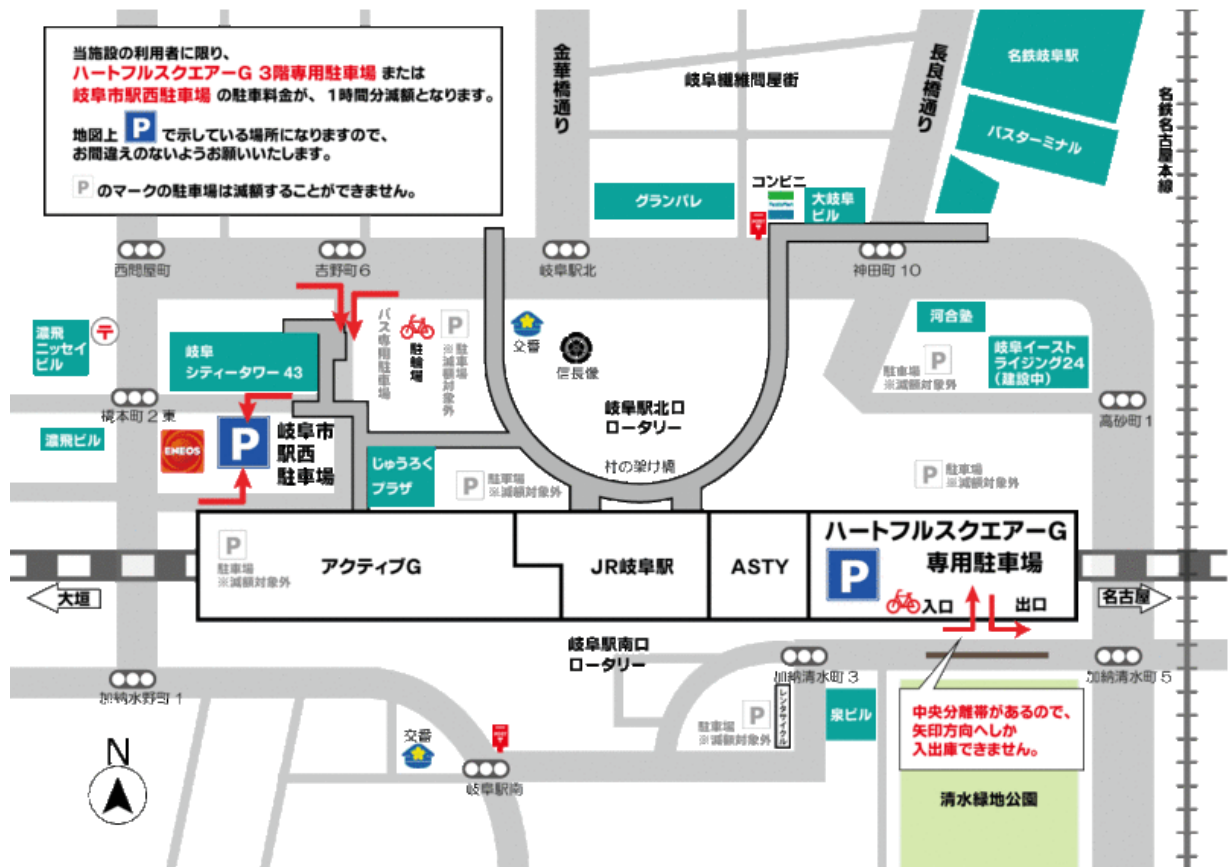 当施設の利用者に限り、
ハートフルスクエアーG 3階専用駐車場 または
岐阜市駅西駐車場 の駐車料金が、1時間分減額となります。
地図上 P で示している場所になりますので、
お間違えのないようお願いいたします。
P のマークの駐車場は減額することができません。
金華橋通り
岐阜繊維問屋街
長良橋通り
名鉄岐阜駅
バスターミナル
名鉄名古屋本線
グランパレ
コンビニ
FamilyMart
大岐阜
ビル
西問屋町
吉野町6
岐阜駅北
神田町10
濃飛
ニッセイ
ビル
岐阜
シティータワー43
バス専用駐車場
駐輪場
P
駐車場
※減額対象外
交番
信長像
河合塾
P
駐車場
※減額対象外
岐阜イースト
ライジング24
(建設中)
橋本町2東
岐阜駅北口
ロータリー
高砂町1
濃飛ビル
ENEOS
P
岐阜市
駅西
駐車場
じゅうろく
プラザ
P
駐車場
※減額対象外
杜の架け橋
P
駐車場
※減額対象外
P
駐車場
※減額対象外
アクティブG
JR岐阜駅
ASTY
ハートフルスクエアーG
専用駐車場
P
入口
出口
大垣
名古屋
岐阜駅南口
ロータリー
加納水野町1
加納清水町3
加納清水町5
駐車場
※減額対象外
P
レンタサイクル
泉ビル
中央分離帯があるので、
矢印方向へしか
入出庫できません。
交番
岐阜駅南
清水緑地公園
N